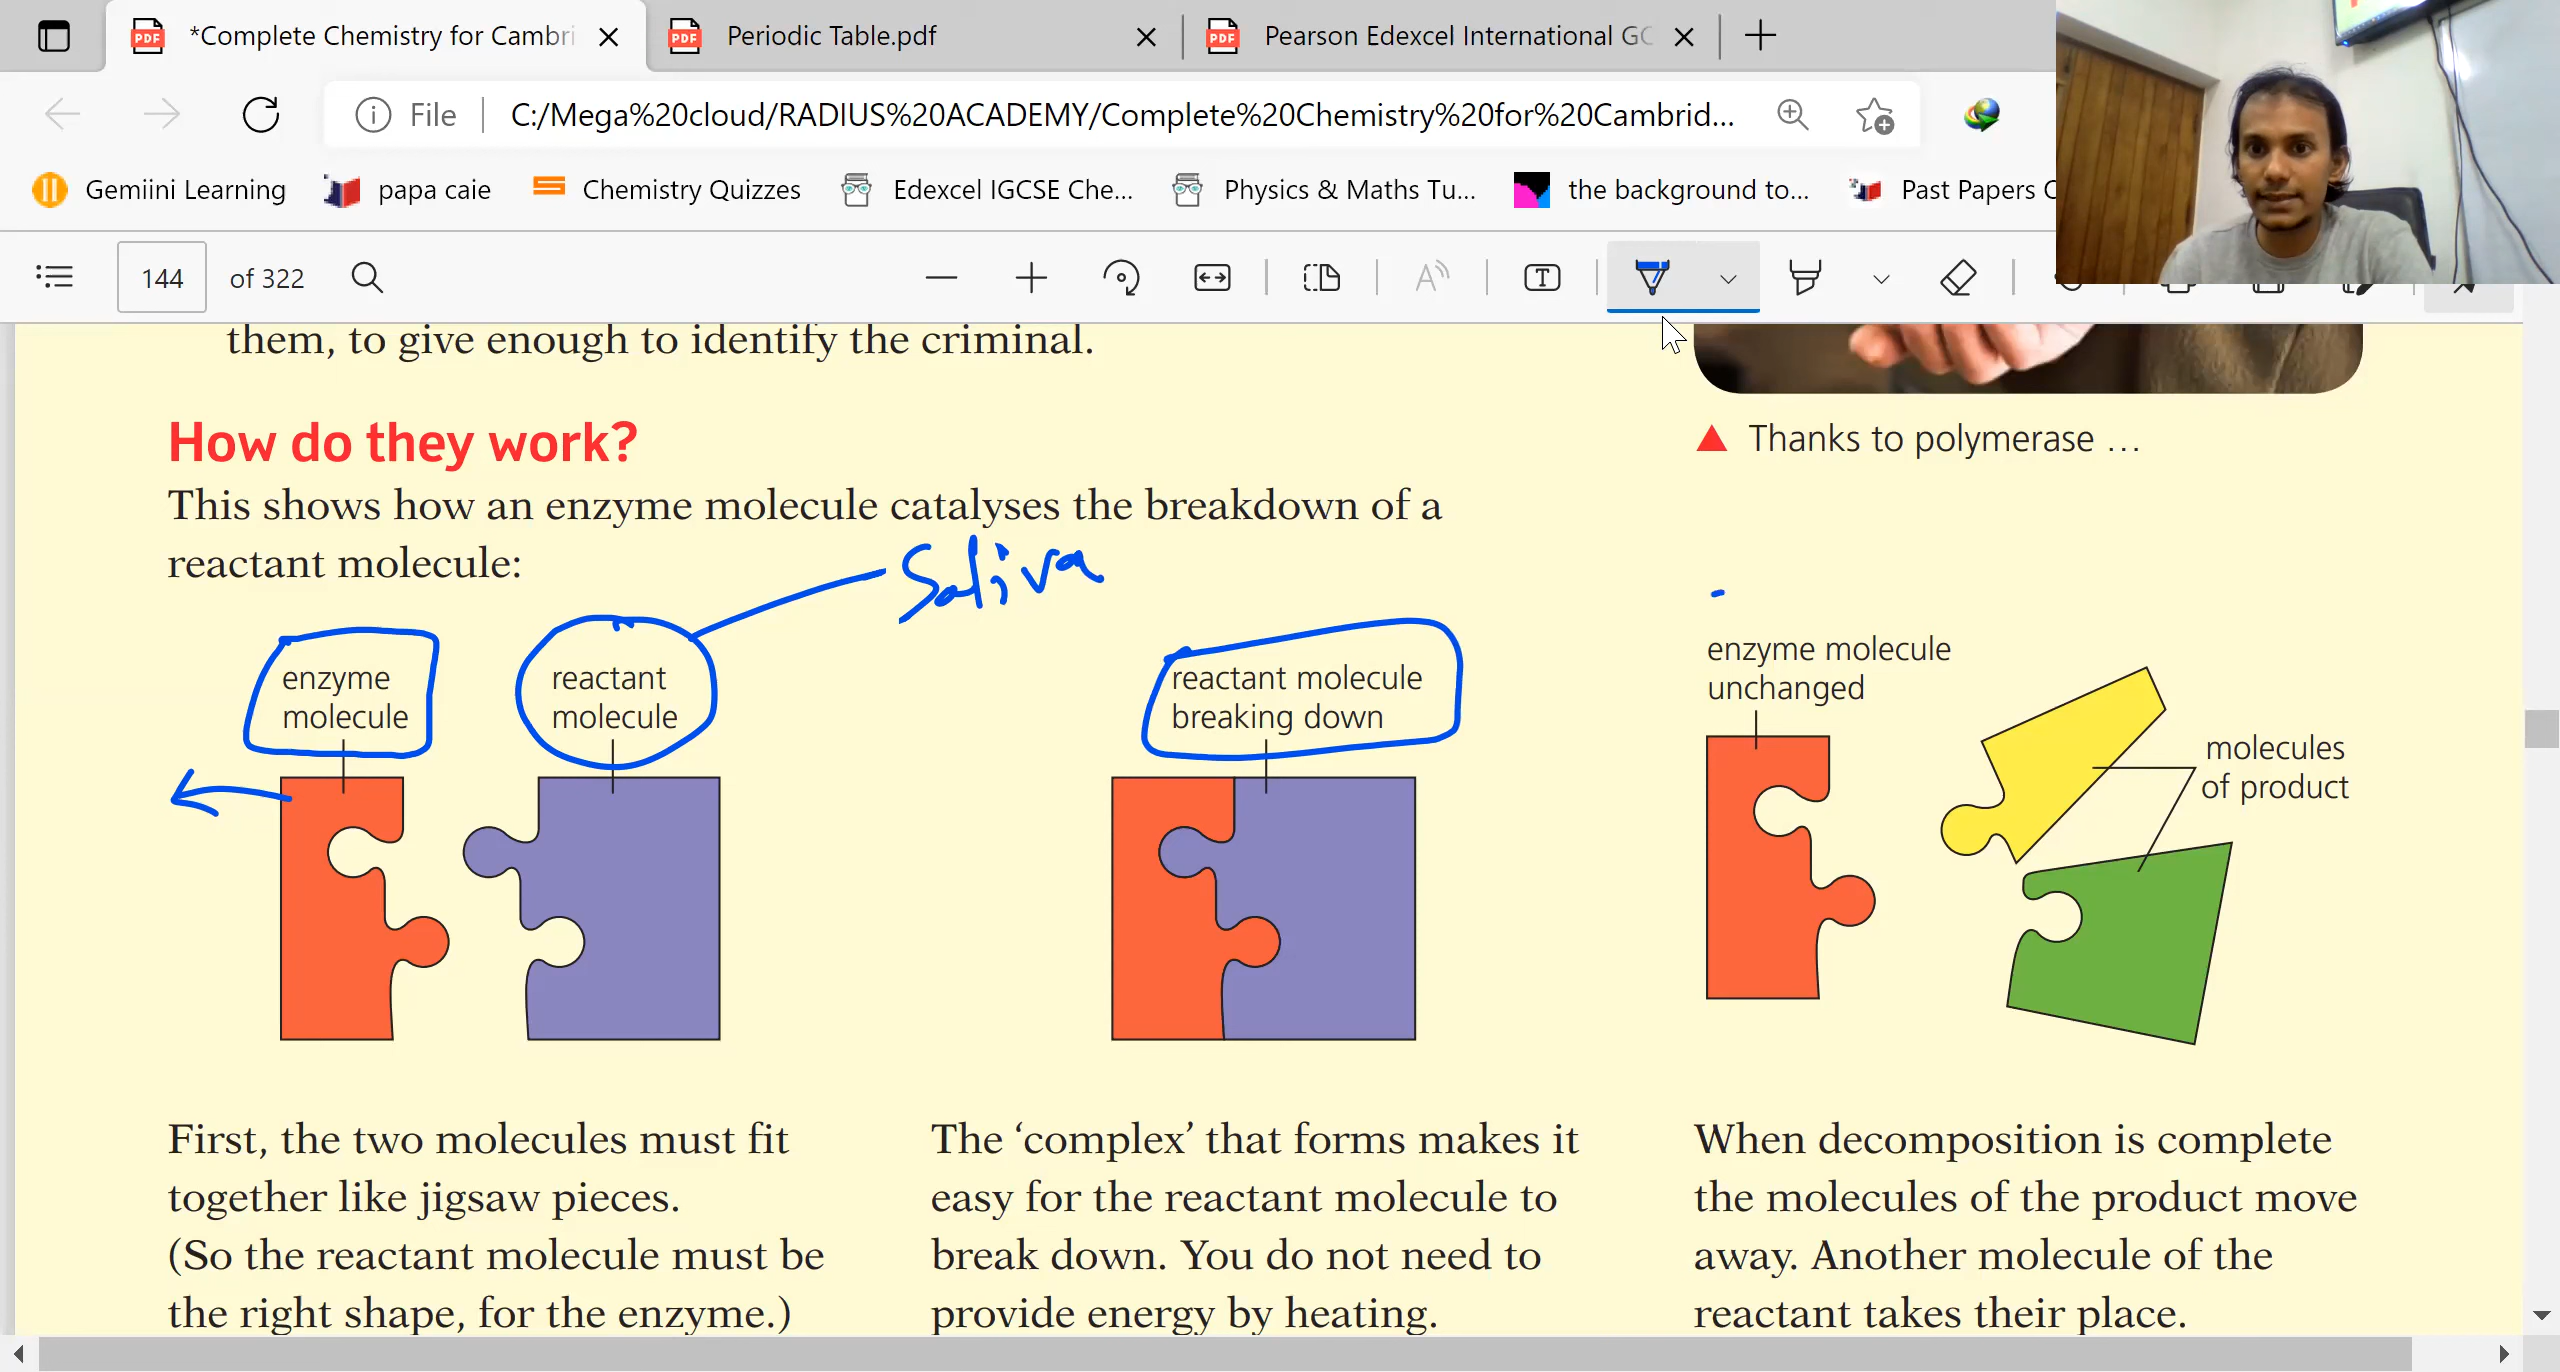 *Complete Chemistry for Cambri
Periodic Table.pdf
Pearson Edexcel International GC
File
C:/Mega%20cloud/RADIUS%20ACADEMY/Complete%20Chemistry%20for%20Cambrid...
Gemiini Learning
papa caie
Chemistry Quizzes
Edexcel IGCSE Che...
Physics & Maths Tu...
the background to...
Past Papers C
144
of 322
them, to give enough to identify the criminal.
How do they work?
Thanks to polymerase ...
This shows how an enzyme molecule catalyses the breakdown of a
reactant molecule:
Saliva
enzyme
molecule
reactant
molecule
reactant molecule
breaking down
enzyme molecule
unchanged
molecules
of product
First, the two molecules must fit
together like jigsaw pieces.
(So the reactant molecule must be
the right shape, for the enzyme.)
The ‘complex’ that forms makes it
easy for the reactant molecule to
break down. You do not need to
provide energy by heating.
When decomposition is complete
the molecules of the product move
away. Another molecule of the
reactant takes their place.